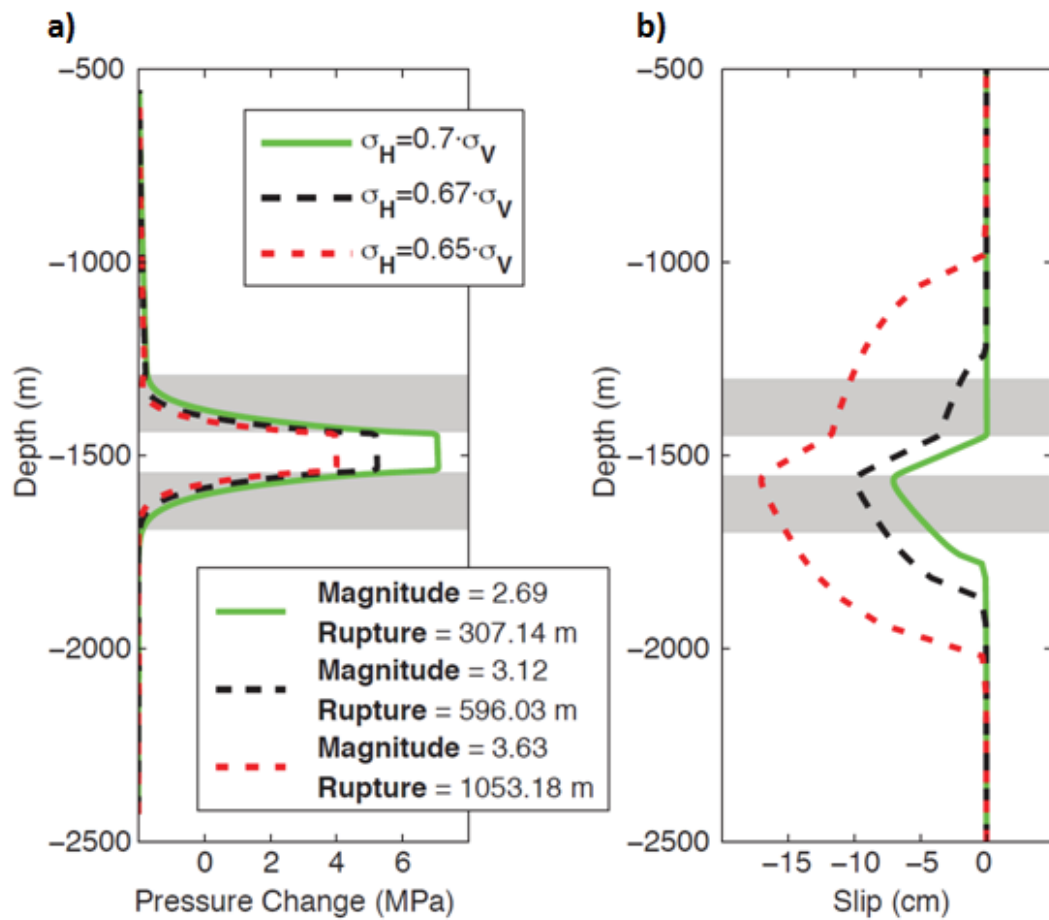 a)
b)
−500
−1000
−1500
−2000
−2500
Depth (m)
σH=0.7·σV
σH=0.67·σV
σH=0.65·σV
Magnitude = 2.69
Rupture = 307.14 m
Magnitude = 3.12
Rupture = 596.03 m
Magnitude = 3.63
Rupture = 1053.18 m
0 2 4 6
Pressure Change (MPa)
−500
−1000
−1500
−2000
−2500
Depth (m)
−15 −10 −5 0
Slip (cm)